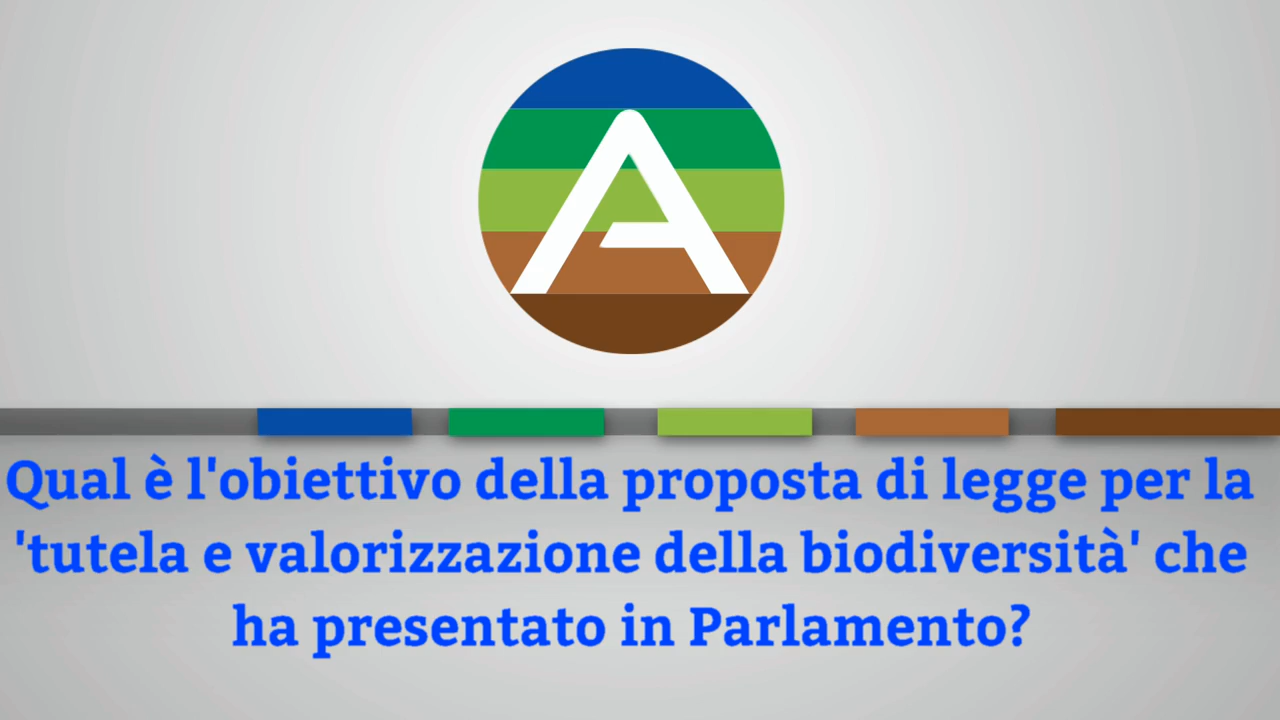 Qual è l'obiettivo della proposta di legge per la
'tutela e valorizzazione della biodiversità' che
ha presentato in Parlamento?